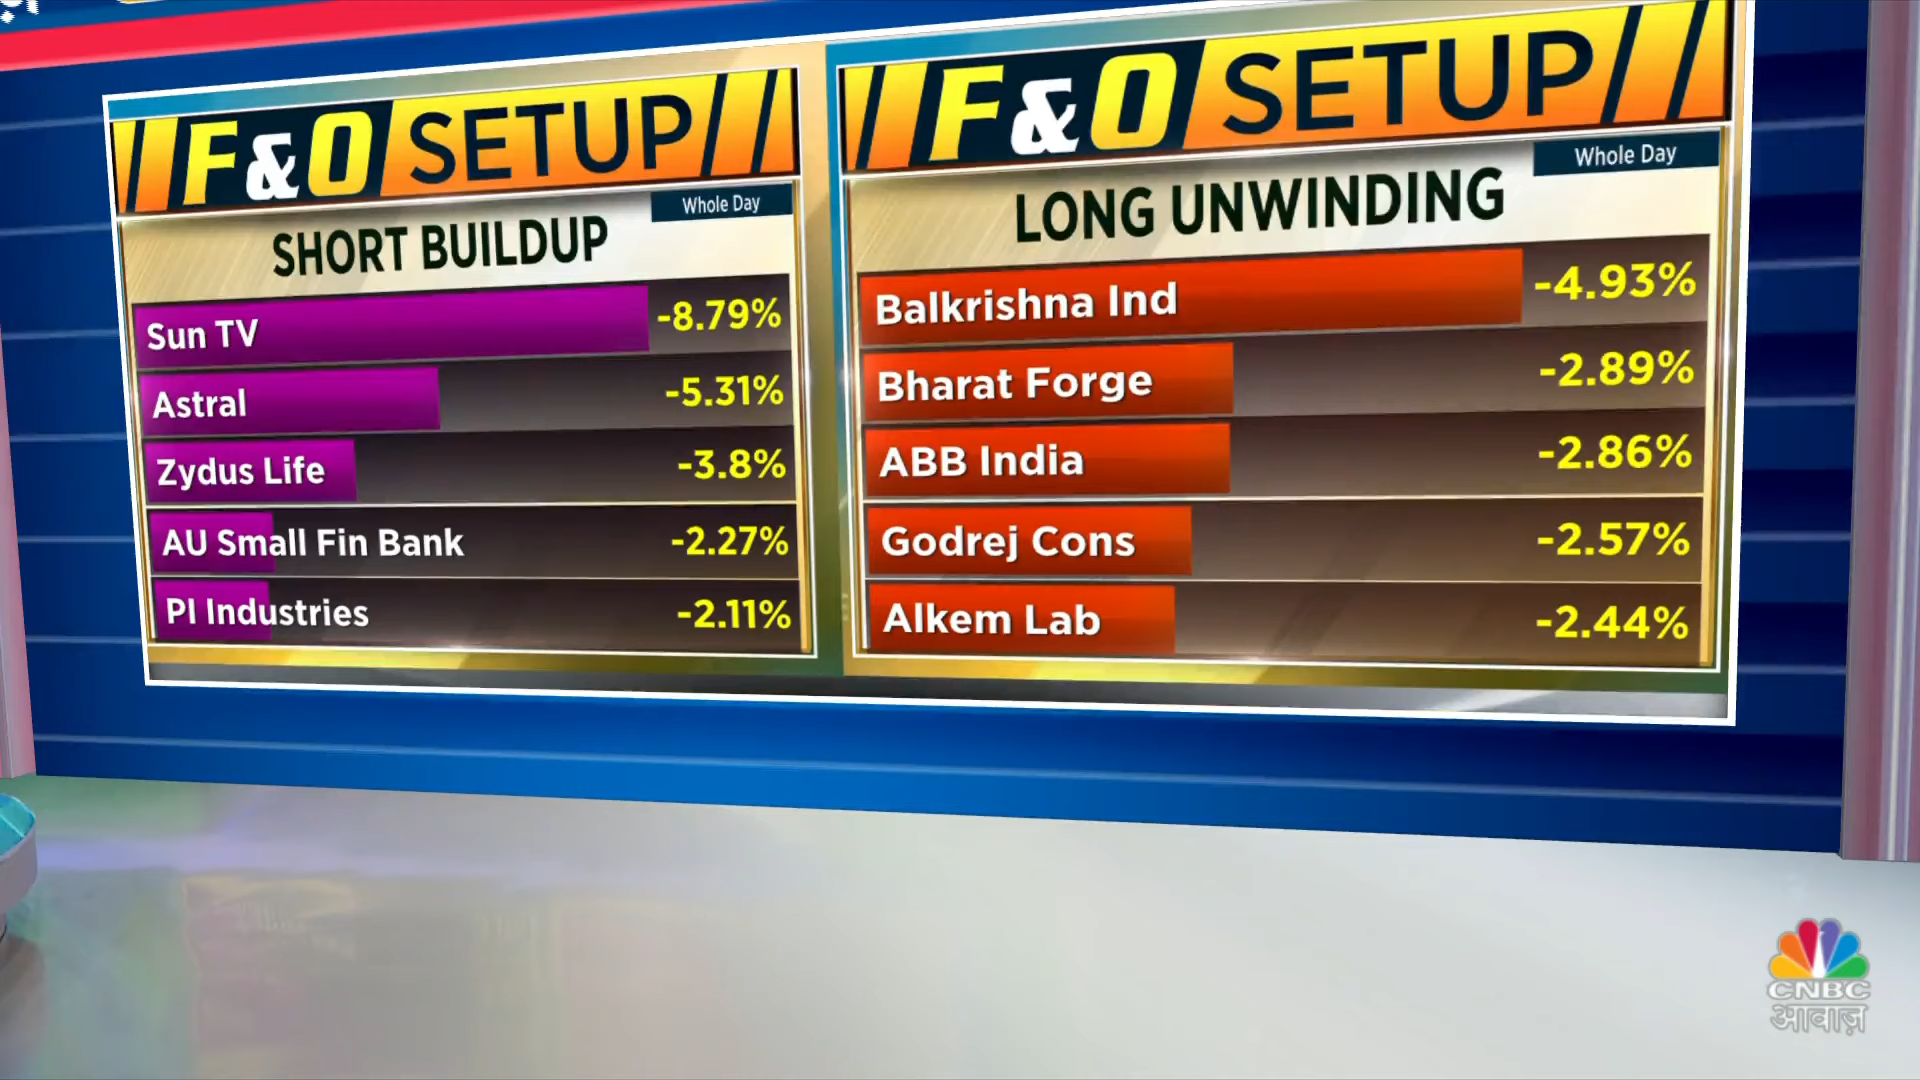 F&O SETUP
Whole Day
SHORT BUILDUP
Sun TV -8.79%
Astral -5.31%
Zydus Life -3.8%
AU Small Fin Bank -2.27%
PI Industries -2.11%
F&O SETUP
Whole Day
LONG UNWINDING
Balkrishna Ind -4.93%
Bharat Forge -2.89%
ABB India -2.86%
Godrej Cons -2.57%
Alkem Lab -2.44%
CNBC
आवाज़